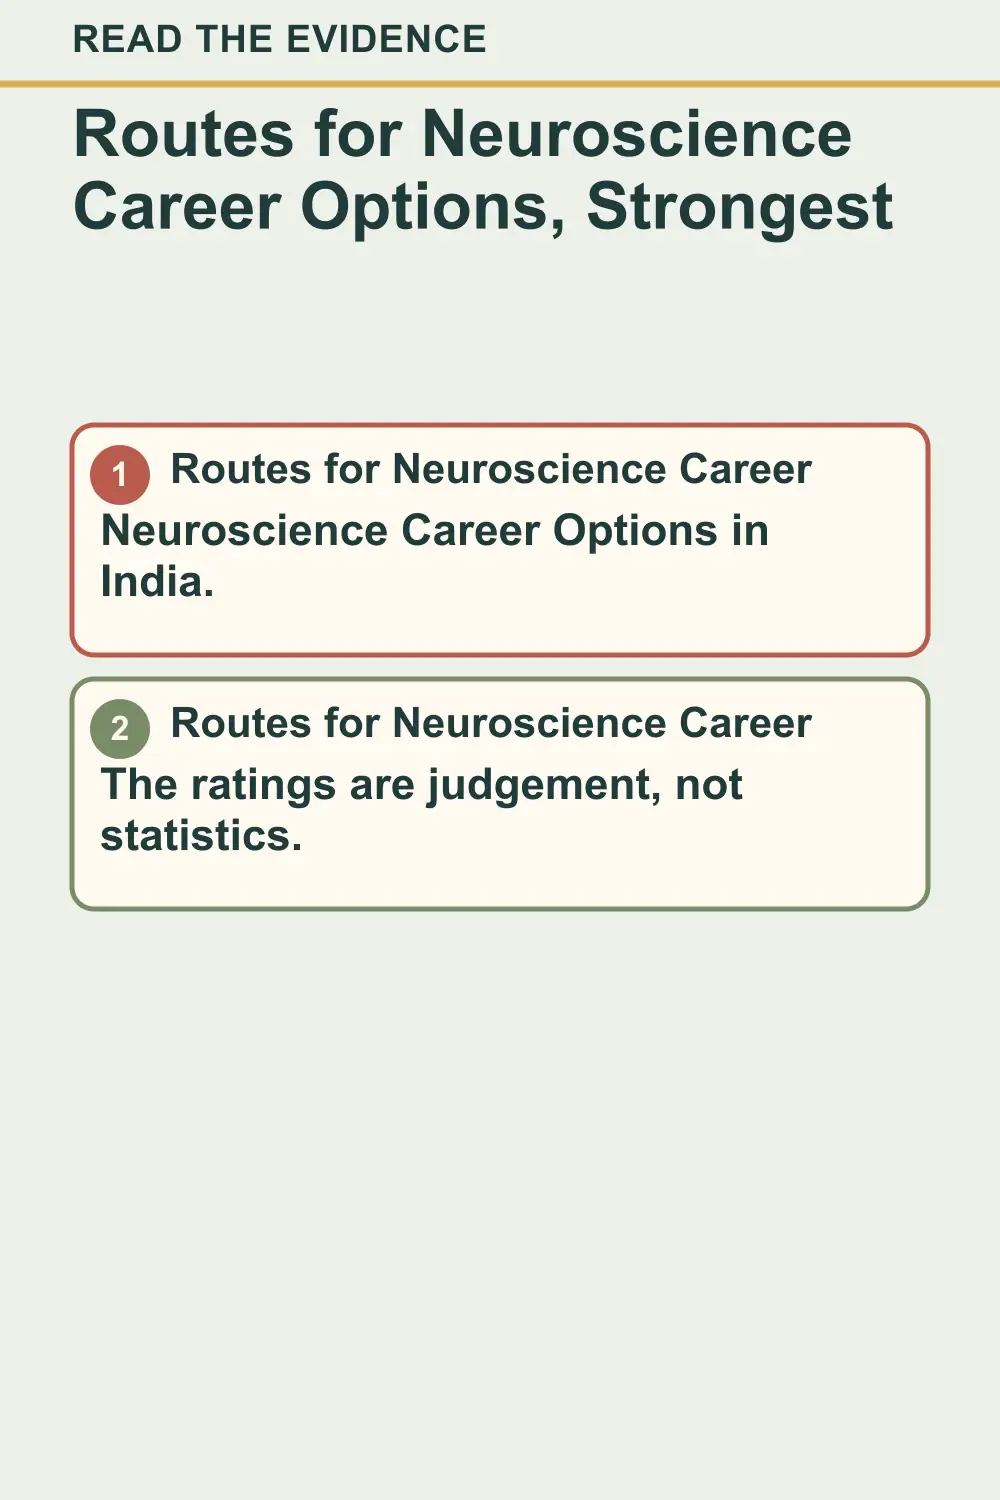 READ THE EVIDENCE
Routes for Neuroscience
Career Options, Strongest
1 Routes for Neuroscience Career
Neuroscience Career Options in
India.
2 Routes for Neuroscience Career
The ratings are judgement, not
statistics.